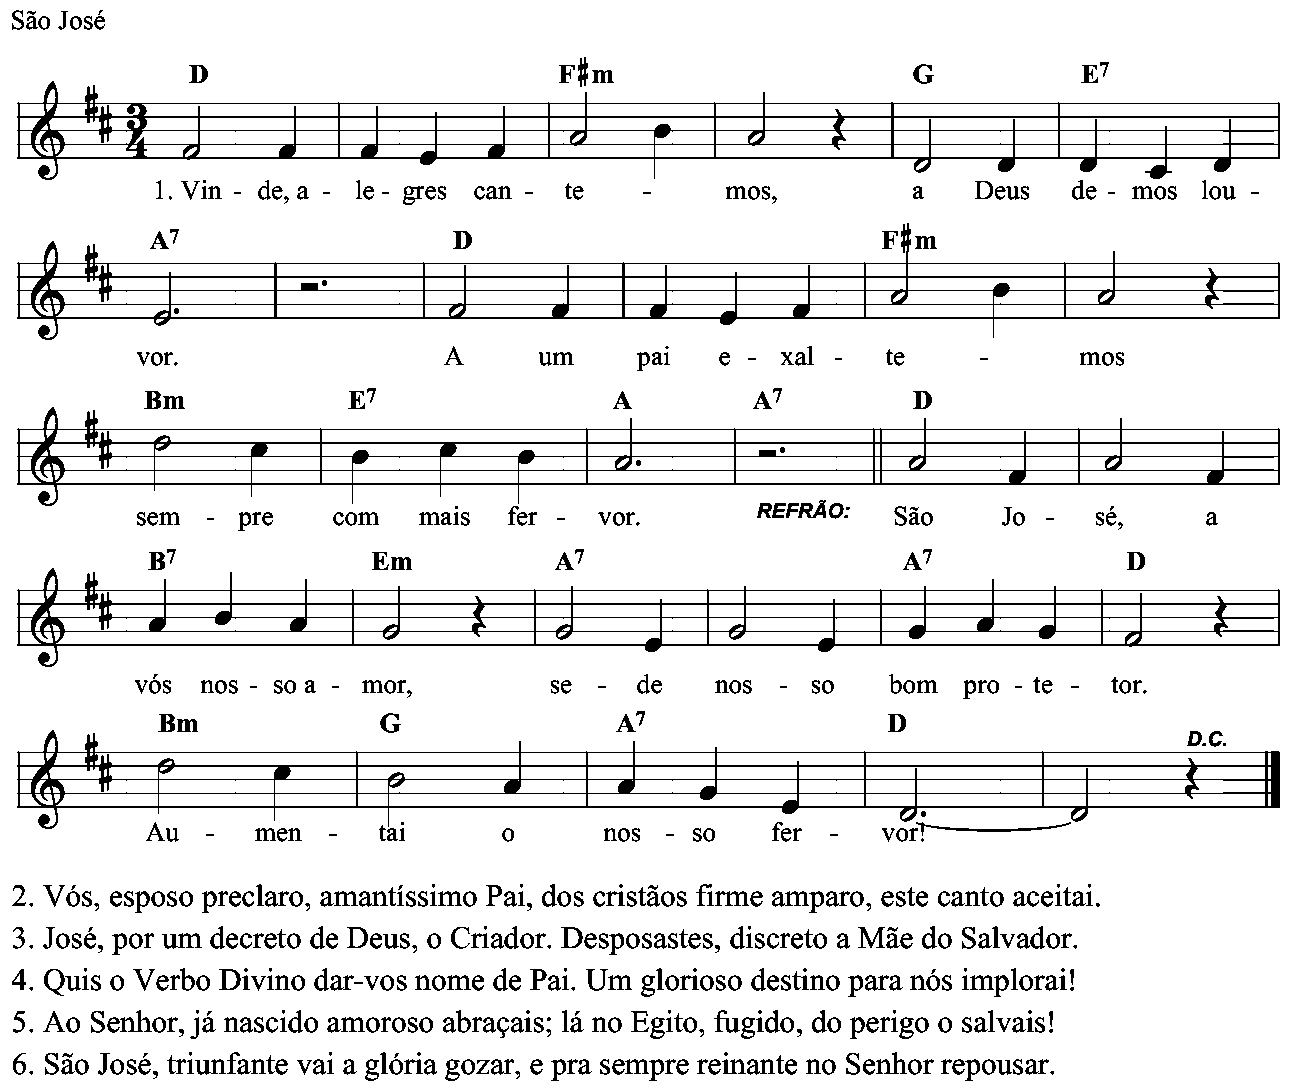 São José
D F♯m G E7
3
4
1. Vin- de, a- le- gres can- te - mos, a Deus de- mos lou-
A7 D F♯m
vor. A um pai e- xal- te - mos
Bm E7 A A7 D
sem - pre com mais fer- vor. REFRÃO: São Jo- sé, a
B7 Em A7 A7 D
vós nos- so a- mor, se - de nos- so bom pro- te- tor.
Bm G A7 D D.C.
Au- men- tai o nos- so fer- vor!
2. Vós, esposo preclaro, amantíssimo Pai, dos cristãos firme amparo, este canto aceitai.
3. José, por um decreto de Deus, o Criador. Desposastes, discreto a Mãe do Salvador.
4. Quis o Verbo Divino dar-vos nome de Pai. Um glorioso destino para nós implorai!
5. Ao Senhor, já nascido amoroso abraçais; lá no Egito, fugido, do perigo o salvais!
6. São José, triunfante vai a glória gozar, e pra sempre reinante no Senhor repousar.